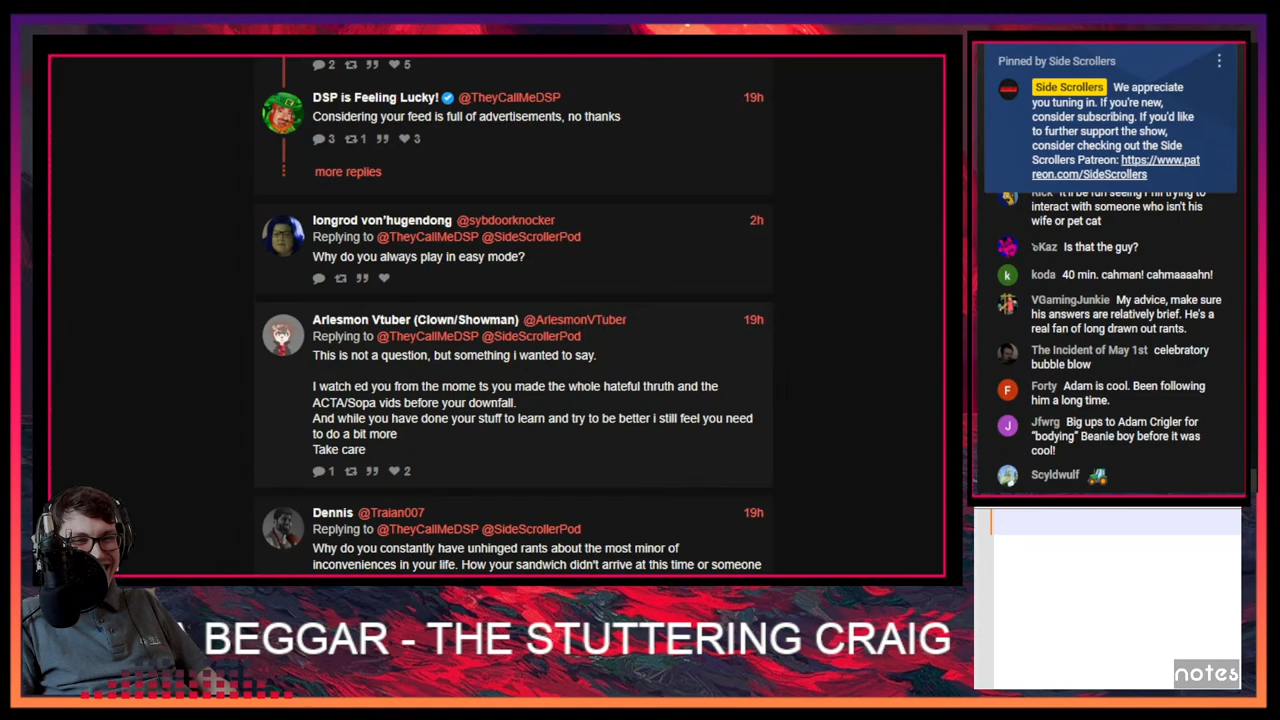 2 5
DSP is Feeling Lucky! @TheyCallMeDSP 19h
Considering your feed is full of advertisements, no thanks
3 1 3
more replies
longrod von'hugendong @sybdoorknocker 2h
Replying to @TheyCallMeDSP @SideScrollerPod
Why do you always play in easy mode?
Arlesmon Vtuber (Clown/Showman) @ArlesmonVTuber 19h
Replying to @TheyCallMeDSP @SideScrollerPod
This is not a question, but something i wanted to say.
I watch ed you from the mome ts you made the whole hateful thruth and the
ACTA/Sopa vids before your downfall.
And while you have done your stuff to learn and try to be better i still feel you need
to do a bit more
Take care
1 2
Dennis @Traian007 19h
Replying to @TheyCallMeDSP @SideScrollerPod
Why do you constantly have unhinged rants about the most minor of
inconveniences in your life. How your sandwich didn't arrive at this time or someone
BEGGAR - THE STUTTERING CRAIG
Pinned by Side Scrollers
Side Scrollers We appreciate
you tuning in. If you're new,
consider subscribing. If you'd like
to further support the show,
consider checking out the Side
Scrollers Patreon: https://www.pat
reon.com/SideScrollers
Rick It'll be fun seeing Phil trying to
interact with someone who isn't his
wife or pet cat
Kaz Is that the guy?
koda 40 min. cahman! cahmaaaahn!
VGamingJunkie My advice, make sure
his answers are relatively brief. He's a
real fan of long drawn out rants.
The Incident of May 1st celebratory
bubble blow
Forty Adam is cool. Been following
him a long time.
Jfwrg Big ups to Adam Crigler for
"bodying" Beanie boy before it was
cool!
Scyldwulf
notes